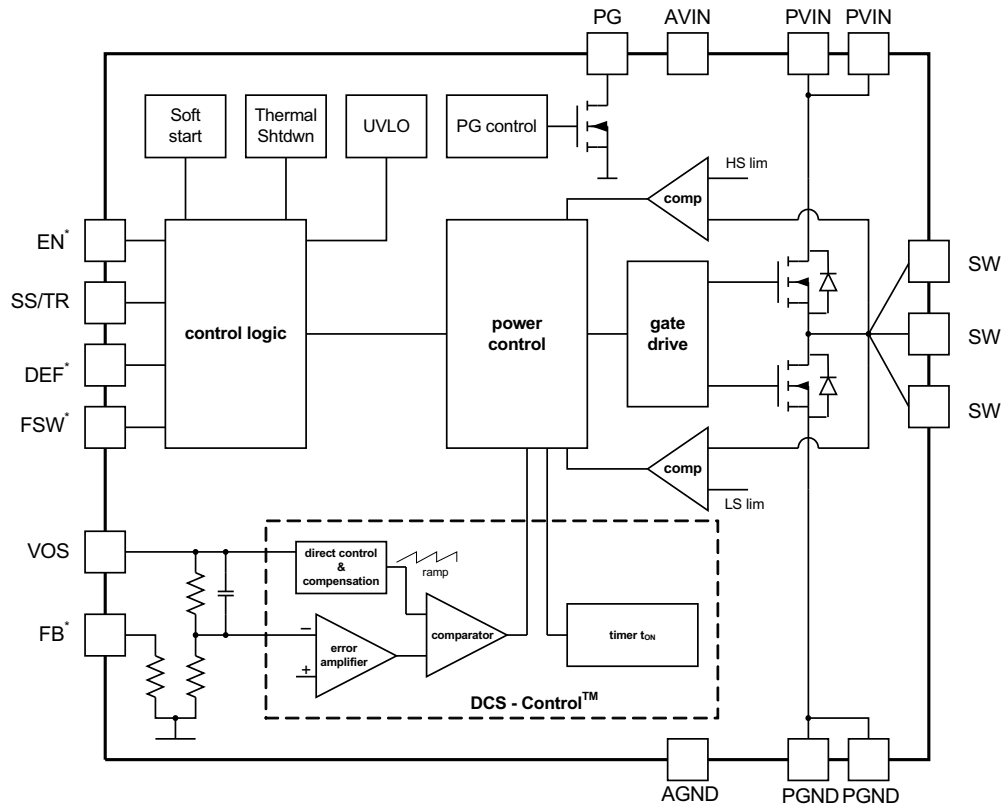 PG AVIN PVIN PVIN
Soft
start
Thermal
Shtdwn
UVLO
PG control
HS lim
comp
EN*
SS/TR
DEF*
FSW*
control logic
power
control
gate
drive
SW
SW
SW
comp
LS lim
VOS
FB*
direct control
&
compensation
ramp
−
+
error
amplifier
comparator
timer tON
DCS - Control™
AGND PGND PGND